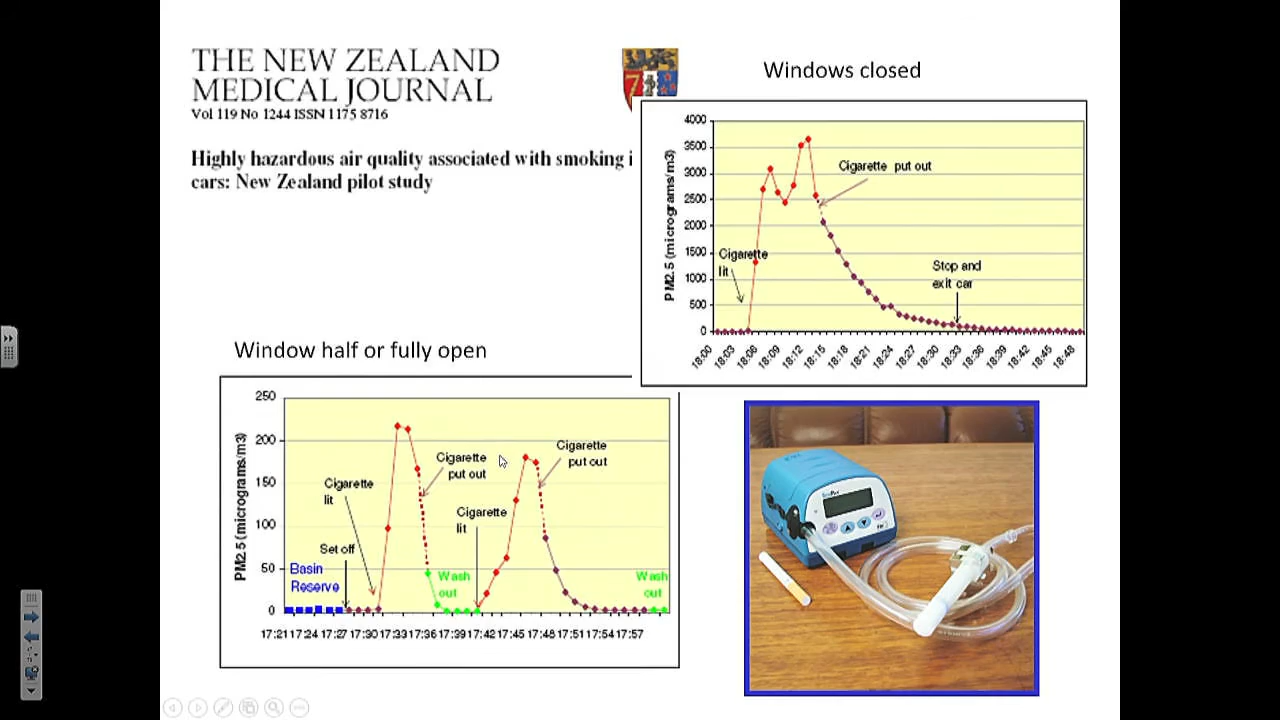 THE NEW ZEALAND
MEDICAL JOURNAL
Vol 119 No 1244 ISSN 1175 8716
Highly hazardous air quality associated with smoking i
cars: New Zealand pilot study
Windows closed
PM2.5 (micrograms/m3)
4000
3500
3000
2500
2000
1500
1000
500
0
Cigarette put out
Cigarette
lit
Stop and
exit car
18:00
18:03
18:06
18:09
18:12
18:15
18:18
18:21
18:24
18:27
18:30
18:33
18:36
18:39
18:42
18:45
18:48
Window half or fully open
PM2.5 (micrograms/m3)
250
200
150
100
50
0
Cigarette
lit
Set off
Basin
Reserve
Cigarette
put out
Wash
out
Cigarette
lit
Cigarette
put out
Wash
out
17:21 17:24 17:27 17:30 17:33 17:36 17:39 17:42 17:45 17:48 17:51 17:54 17:57